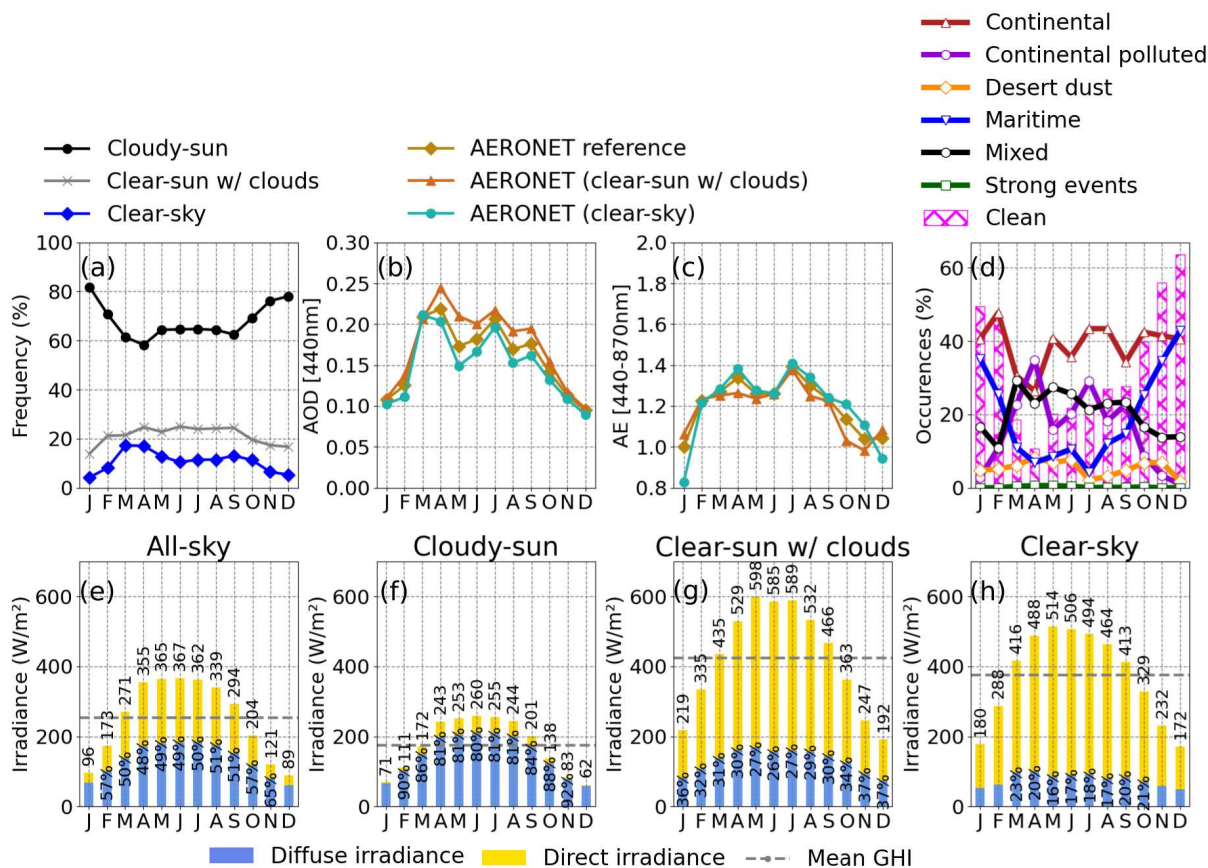 Continental
Continental polluted
Desert dust
Maritime
Mixed
Strong events
Clean
Cloudy-sun
Clear-sun w/ clouds
Clear-sky
AERONET reference
AERONET (clear-sun w/ clouds)
AERONET (clear-sky)
(a)
Frequency (%)
100
80
60
40
20
0
J F M A M J J A S O N D
(b)
AOD [440nm]
0.30
0.25
0.20
0.15
0.10
0.05
0.00
J F M A M J J A S O N D
(c)
AE [440-870nm]
2.0
1.8
1.6
1.4
1.2
1.0
0.8
J F M A M J J A S O N D
(d)
Occurences (%)
60
40
20
0
J F M A M J J A S O N D
All-sky
(e)
Irradiance (W/m²)
600
400
200
0
96 173 271 355 365 367 362 339 294 204 121 89
57% 50% 48% 49% 49% 50% 51% 51% 57% 65%
J F M A M J J A S O N D
Cloudy-sun
(f)
Irradiance (W/m²)
600
400
200
0
71 111 172 243 253 260 255 244 201 138 83 62
90% 86% 81% 81% 80% 81% 81% 84% 88% 92%
J F M A M J J A S O N D
Clear-sun w/ clouds
(g)
Irradiance (W/m²)
600
400
200
0
219 335 435 529 598 585 589 532 466 363 247 192
36% 32% 31% 30% 27% 26% 27% 29% 30% 34% 37% 37%
J F M A M J J A S O N D
Clear-sky
(h)
Irradiance (W/m²)
600
400
200
0
180 288 416 488 514 506 494 464 413 329 232 172
23% 20% 16% 17% 18% 17% 20% 21%
J F M A M J J A S O N D
Diffuse irradiance
Direct irradiance
Mean GHI